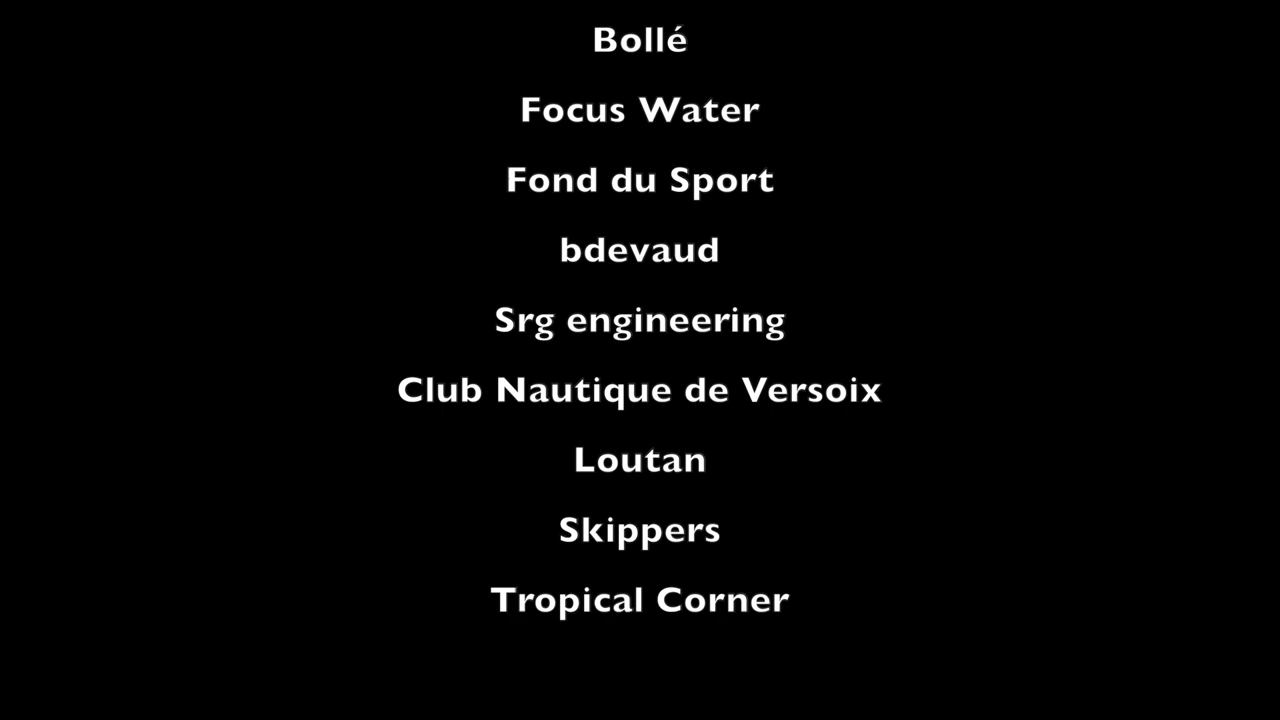 Bollé
Focus Water
Fond du Sport
bdevaud
Srg engineering
Club Nautique de Versoix
Loutan
Skippers
Tropical Corner